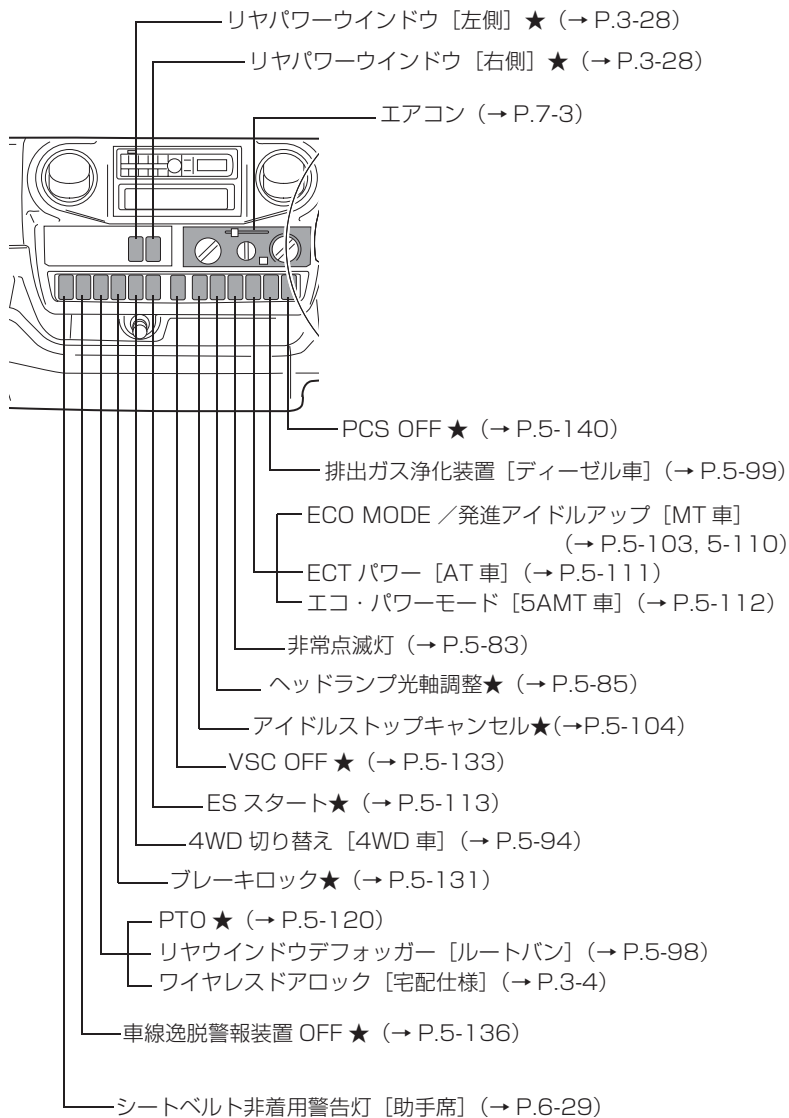 リヤパワーウインドウ［左側］★（→ P.3-28）
リヤパワーウインドウ［右側］★（→ P.3-28）
エアコン（→ P.7-3）
PCS OFF ★（→ P.5-140）
排出ガス浄化装置［ディーゼル車］（→ P.5-99）
ECO MODE ／発進アイドルアップ［MT 車］
（→ P.5-103, 5-110）
ECT パワー［AT 車］（→ P.5-111）
エコ・パワーモード［5AMT 車］（→ P.5-112）
非常点滅灯（→ P.5-83）
ヘッドランプ光軸調整★（→ P.5-85）
アイドルストップキャンセル★（→P.5-104）
VSC OFF ★（→ P.5-133）
ES スタート★（→ P.5-113）
4WD 切り替え［4WD 車］（→ P.5-94）
ブレーキロック★（→ P.5-131）
PTO ★（→ P.5-120）
リヤウインドウデフォッガー［ルートバン］（→ P.5-98）
ワイヤレスドアロック［宅配仕様］（→ P.3-4）
車線逸脱警報装置 OFF ★（→ P.5-136）
シートベルト非着用警告灯［助手席］（→ P.6-29）